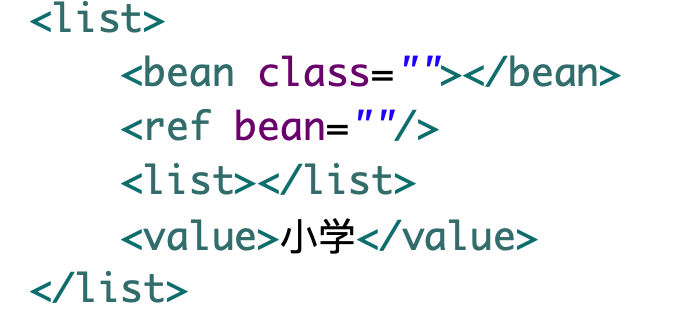 <list>
<bean class=""></bean>
<ref bean=""/>
<list></list>
<value>小学</value>
</list>